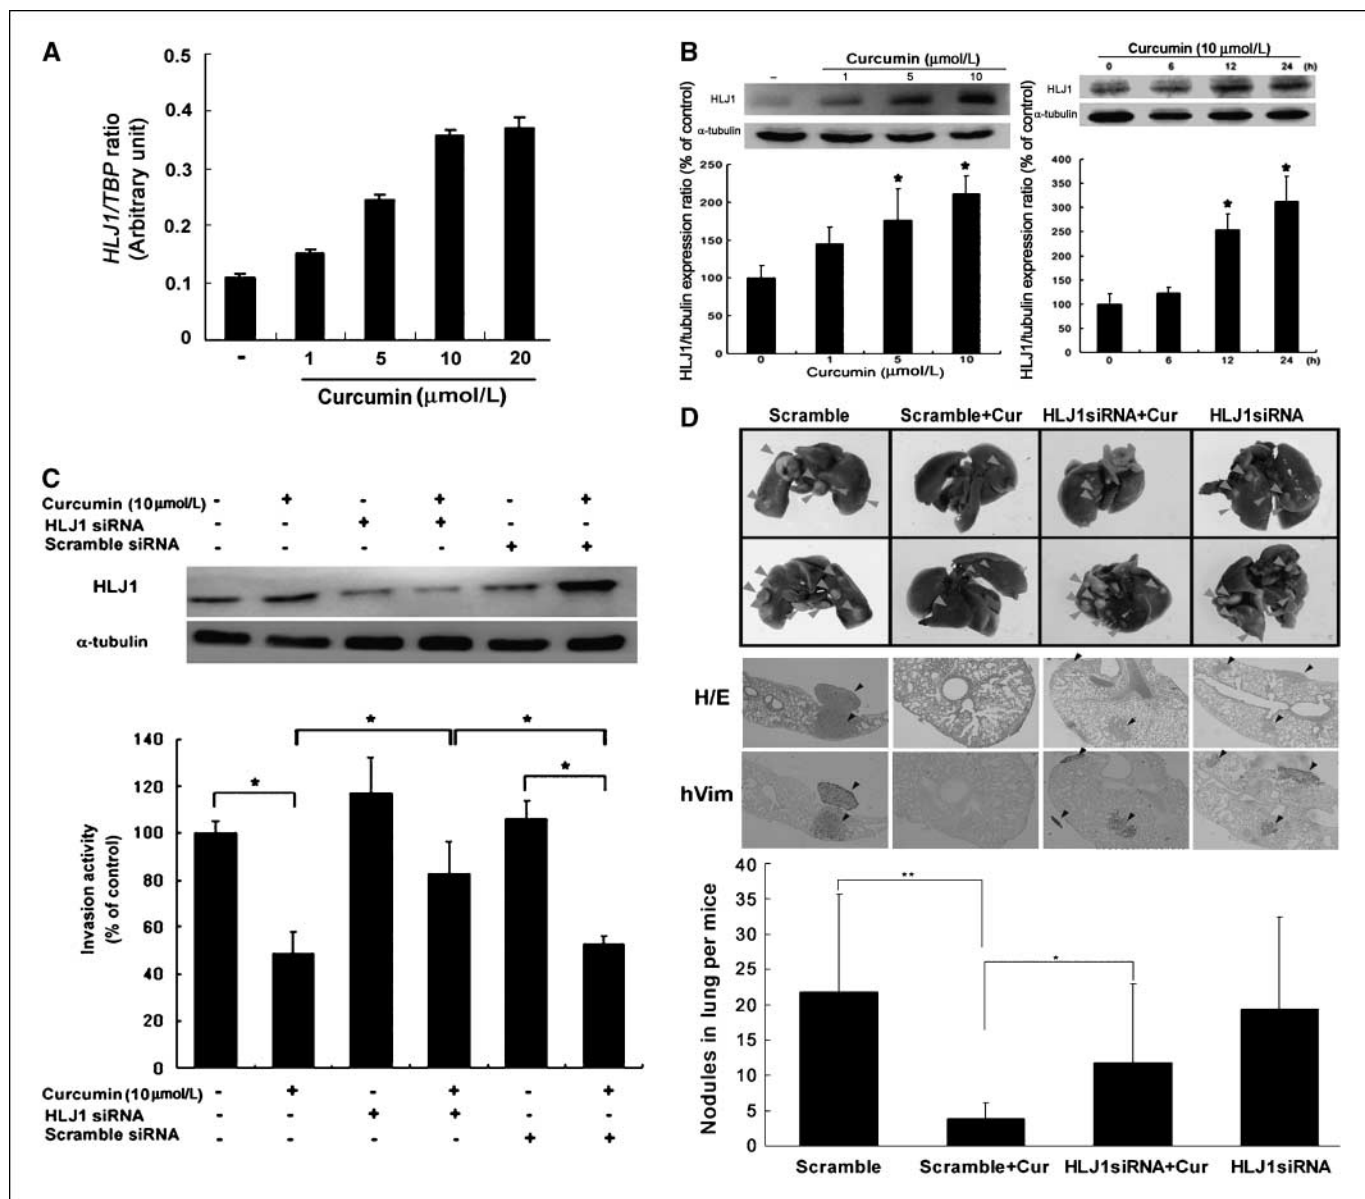 A
HLJ1/TBP ratio
(Arbitrary unit)
0.5
0.4
0.3
0.2
0.1
0
- 1 5 10 20
Curcumin (μmol/L)
B
Curcumin (μmol/L)
- 1 5 10
HLJ1
α-tubulin
HLJ1/tubulin expression ratio (% of control)
250
200
150
100
50
0
0 1 5 10
Curcumin (μmol/L)
* *
Curcumin (10 μmol/L)
0 6 12 24 (h)
HLJ1
α-tubulin
HLJ1/tubulin expression ratio (% of control)
400
350
300
250
200
150
100
50
0
0 6 12 24 (h)
* *
C
Curcumin (10μmol/L) - + - + - +
HLJ1 siRNA - - + + - -
Scramble siRNA - - - - + +
HLJ1
α-tubulin
Invasion activity
(% of control)
140
120
100
80
60
40
20
0
* * * *
Curcumin (10μmol/L) - + - + - +
HLJ1 siRNA - - + + - -
Scramble siRNA - - - - + +
D
Scramble Scramble+Cur HLJ1siRNA+Cur HLJ1siRNA
H/E
hVim
Nodules in lung per mice
40
35
30
25
20
15
10
5
0
** *
Scramble Scramble+Cur HLJ1siRNA+Cur HLJ1siRNA